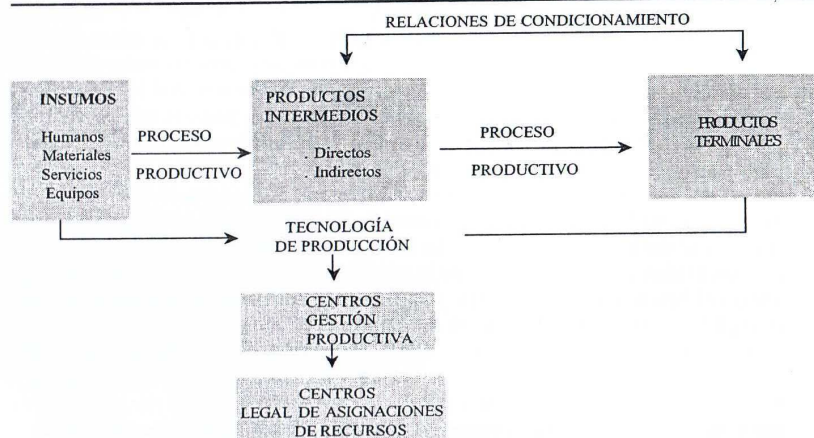 RELACIONES DE CONDICIONAMIENTO
INSUMOS
Humanos
Materiales
Servicios
Equipos
PROCESO
PRODUCTIVO
PRODUCTOS
INTERMEDIOS
. Directos
. Indirectos
PROCESO
PRODUCTIVO
PRODUCTOS
TERMINALES
TECNOLOGÍA
DE PRODUCCIÓN
CENTROS
GESTIÓN
PRODUCTIVA
CENTROS
LEGAL DE ASIGNACIONES
DE RECURSOS